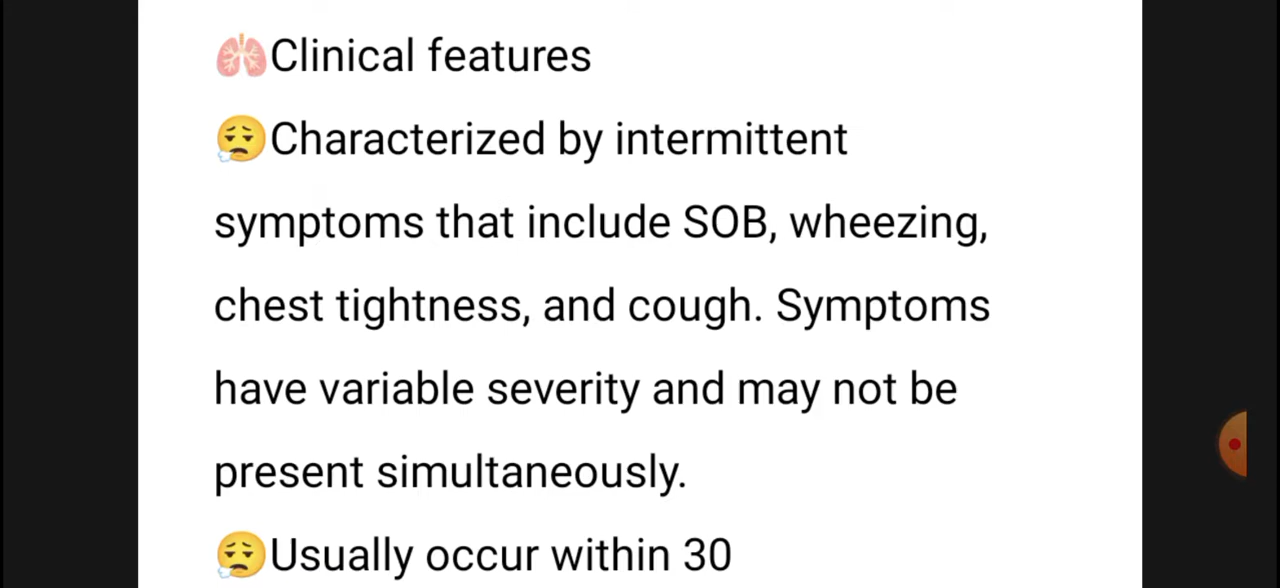 🫁Clinical features
😮‍💨Characterized by intermittent
symptoms that include SOB, wheezing,
chest tightness, and cough. Symptoms
have variable severity and may not be
present simultaneously.
😮‍💨Usually occur within 30